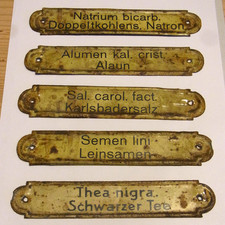 Natrium bicarb.
Doppeltkohlens. Natron
Alumen kal. crist.
Alaun
Sal. carol. fact.
Karlsbadersalz
Semen lini
Leinsamen
Thea nigra.
Schwarzer Tee